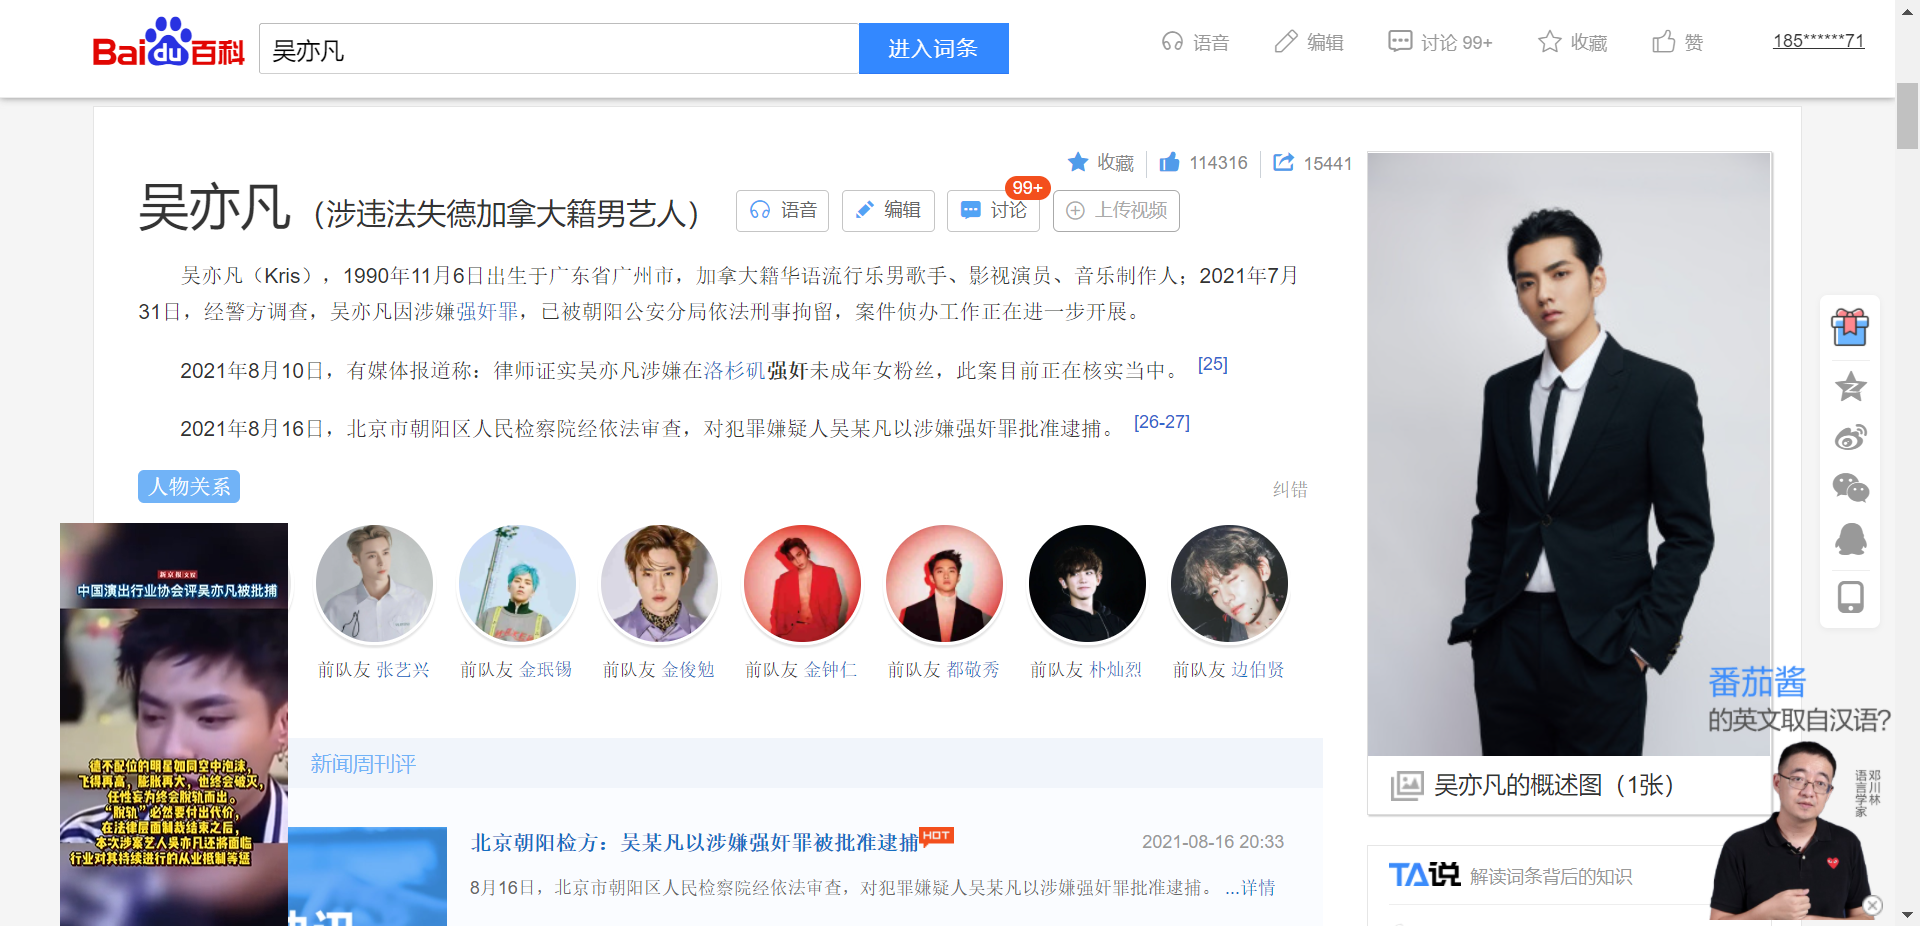 Baidu百科
吴亦凡
进入词条
语音
编辑
讨论 99+
收藏
赞
185******71
收藏
114316
15441
吴亦凡（涉违法失德加拿大籍男艺人）
语音
编辑
讨论
99+
上传视频
吴亦凡（Kris），1990年11月6日出生于广东省广州市，加拿大籍华语流行乐男歌手、影视演员、音乐制作人；2021年7月
31日，经警方调查，吴亦凡因涉嫌强奸罪，已被朝阳公安分局依法刑事拘留，案件侦办工作正在进一步开展。
2021年8月10日，有媒体报道称：律师证实吴亦凡涉嫌在洛杉矶强奸未成年女粉丝，此案目前正在核实当中。 [25]
2021年8月16日，北京市朝阳区人民检察院经依法审查，对犯罪嫌疑人吴某凡以涉嫌强奸罪批准逮捕。 [26-27]
人物关系
纠错
前队友 张艺兴
前队友 金珉锡
前队友 金俊勉
前队友 金钟仁
前队友 都敬秀
前队友 朴灿烈
前队友 边伯贤
中国演出行业协会评吴亦凡被批捕
德不配位的明星如同空中泡沫，
飞得再高，膨胀再大，也终会破灭，
任性妄为终会脱轨而出。
“脱轨”必然要付出代价，
在法律层面制裁结束之后，
本次涉案艺人吴亦凡还将面临
行业对其持续进行的从业抵制等惩
新闻周刊评
北京朝阳检方：吴某凡以涉嫌强奸罪被批准逮捕
HOT
2021-08-16 20:33
8月16日，北京市朝阳区人民检察院经依法审查，对犯罪嫌疑人吴某凡以涉嫌强奸罪批准逮捕。 ...详情
快讯
吴亦凡的概述图（1张）
TA说 解读词条背后的知识
番茄酱
的英文取自汉语?
邓川林
语言学家